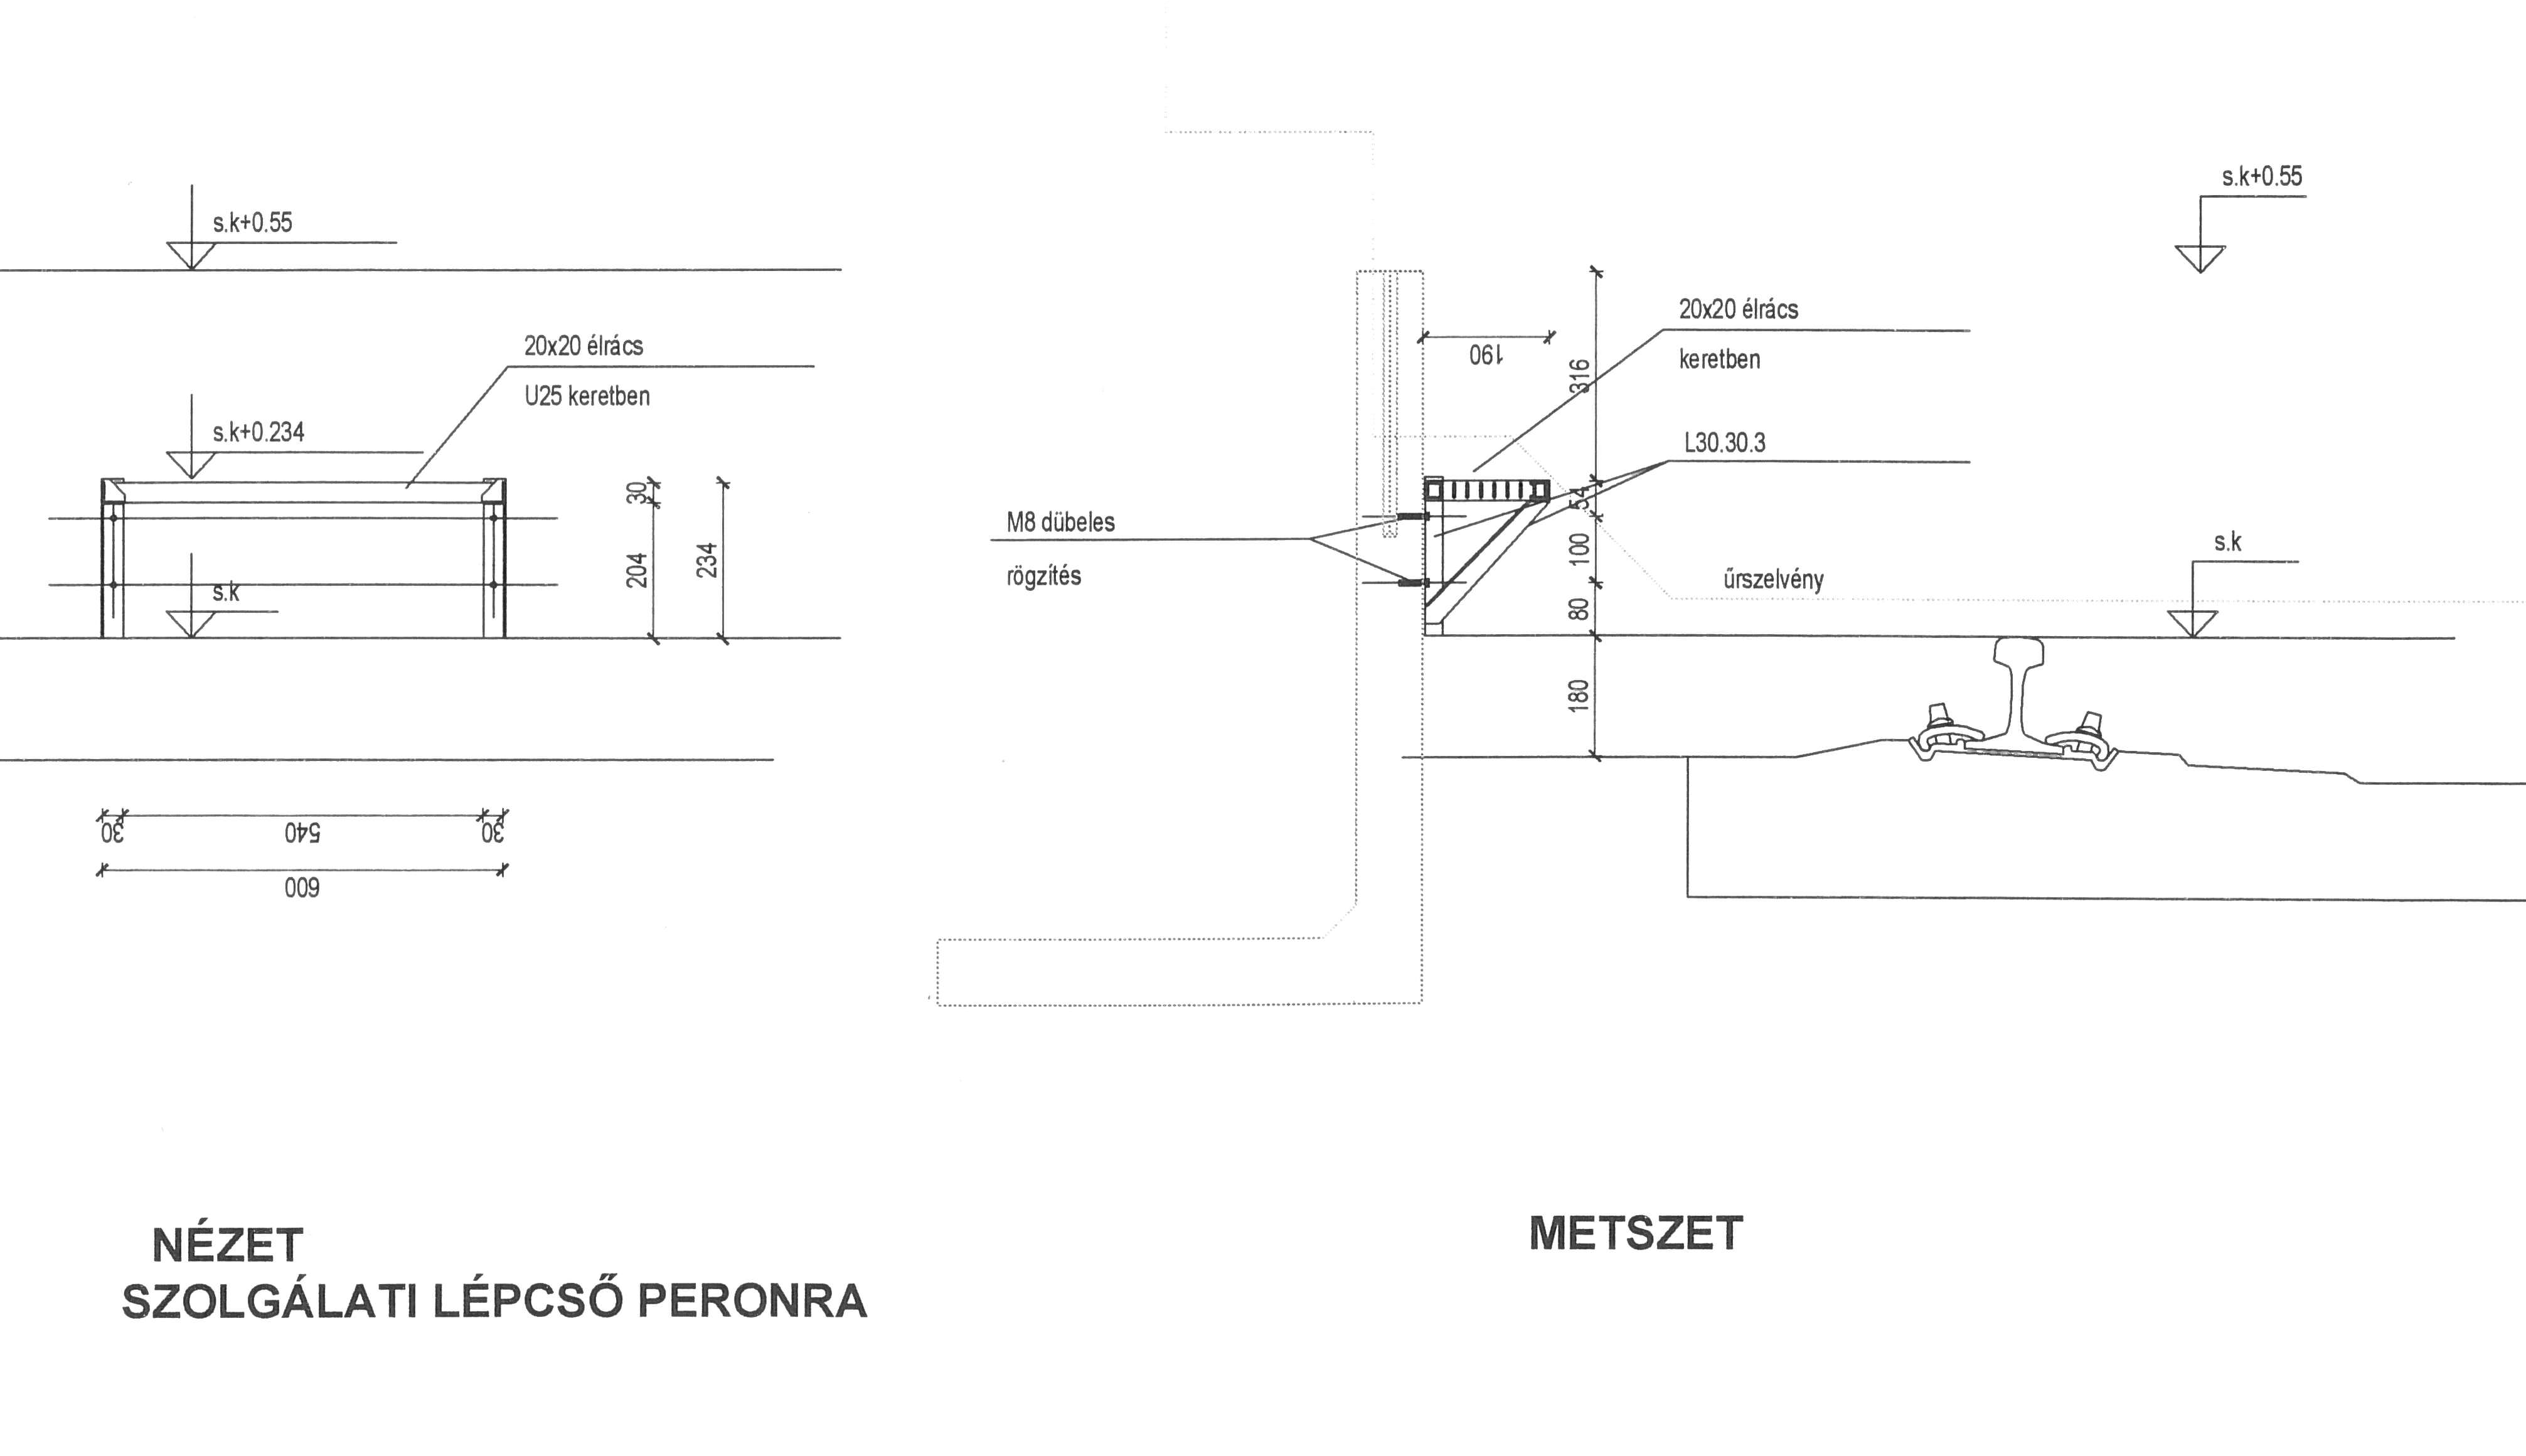 s.k+0.55
20x20 élrács
U25 keretben
s.k+0.234
30
204
234
s.k
30
540
30
600
s.k+0.55
20x20 élrács
keretben
190
316
L30.30.3
54
M8 dübeles
rögzítés
100
s.k
űrszelvény
80
180
NÉZET
SZOLGÁLATI LÉPCSŐ PERONRA
METSZET